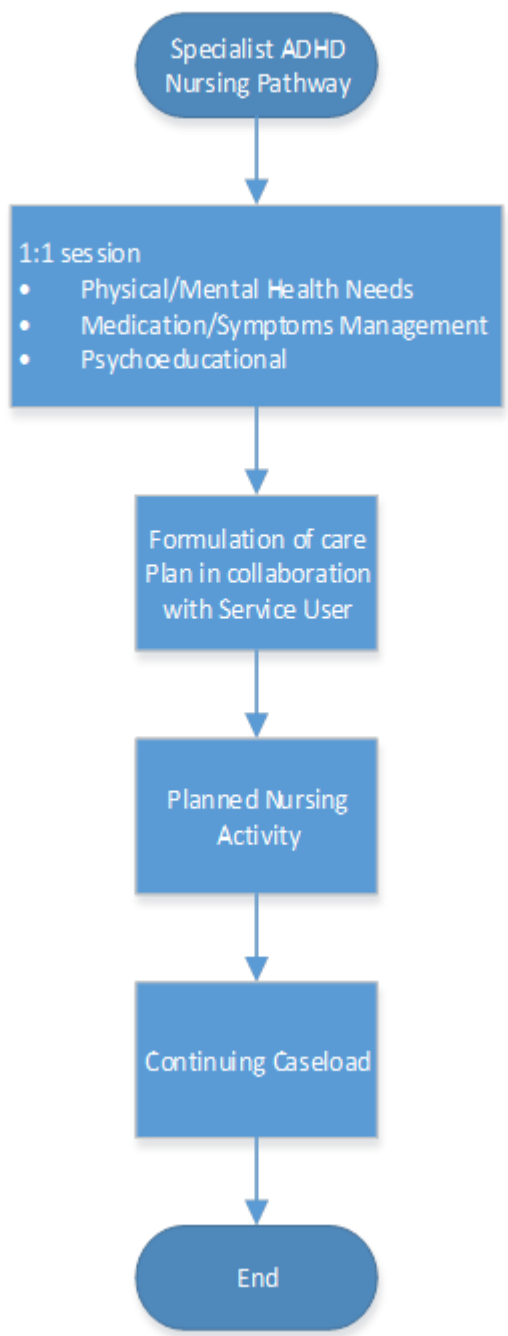 Specialist ADHD
Nursing Pathway
1:1 session
• Physical/Mental Health Needs
• Medication/Symptoms Management
• Psychoeducational
Formulation of care
Plan in collaboration
with Service User
Planned Nursing
Activity
Continuing Caseload
End